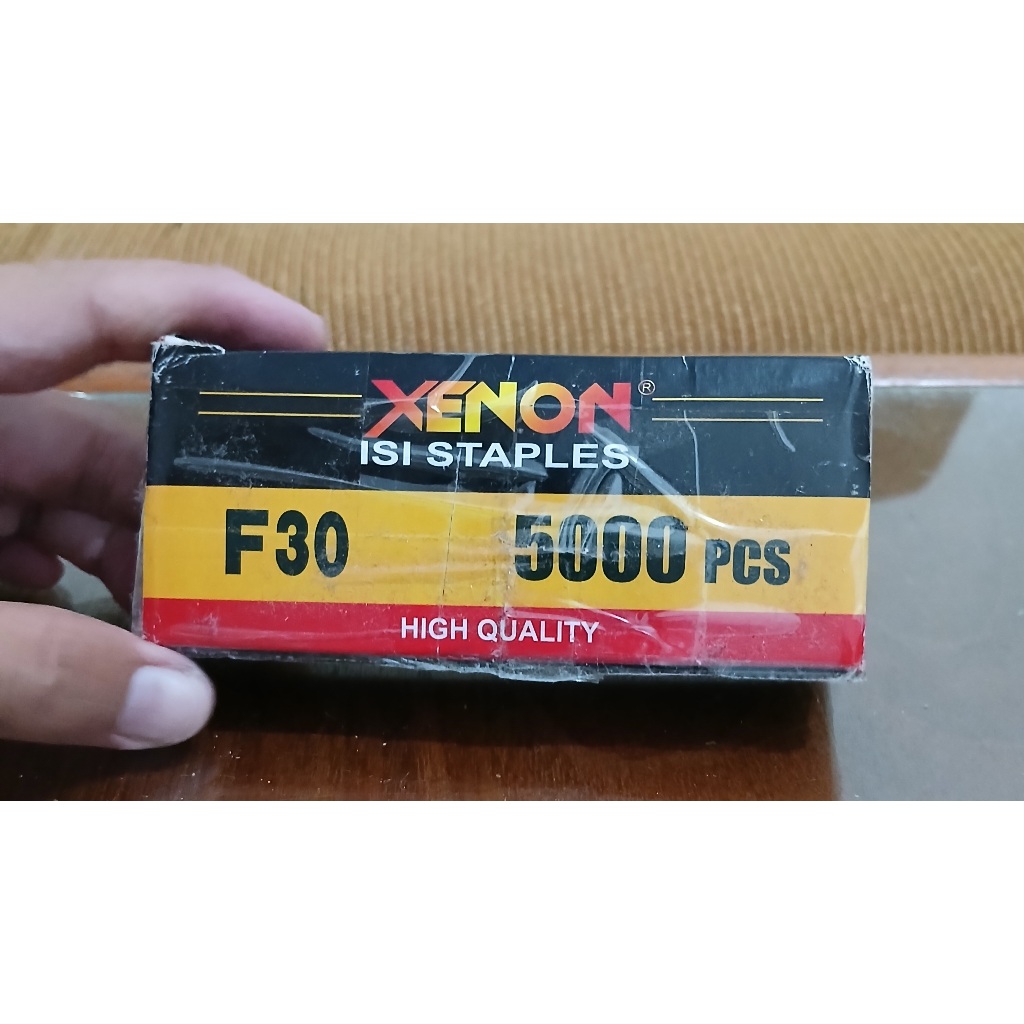 XENON®
ISI STAPLES
F30 5000 PCS
HIGH QUALITY